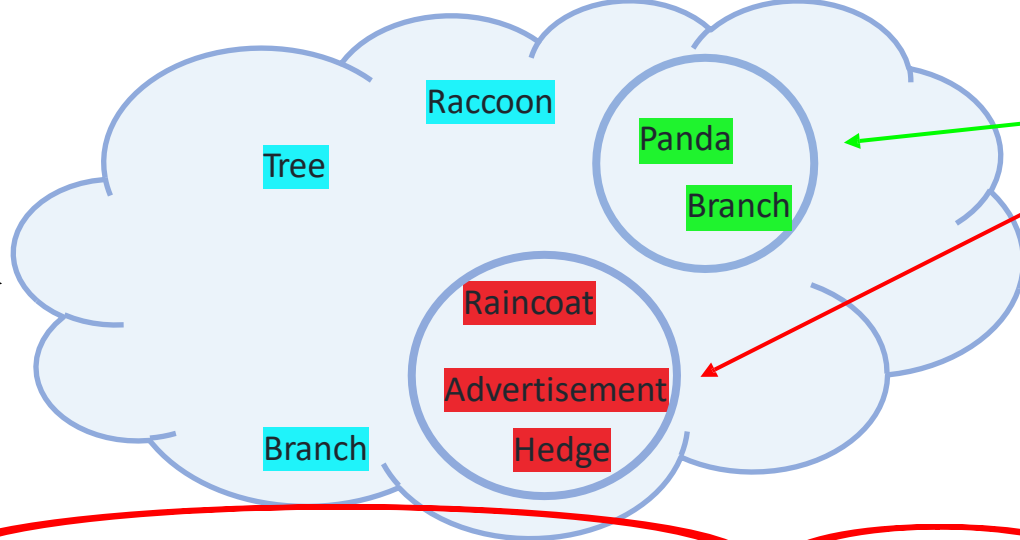 Raccoon
Panda
Tree
Branch
Raincoat
Advertisement
Branch
Hedge